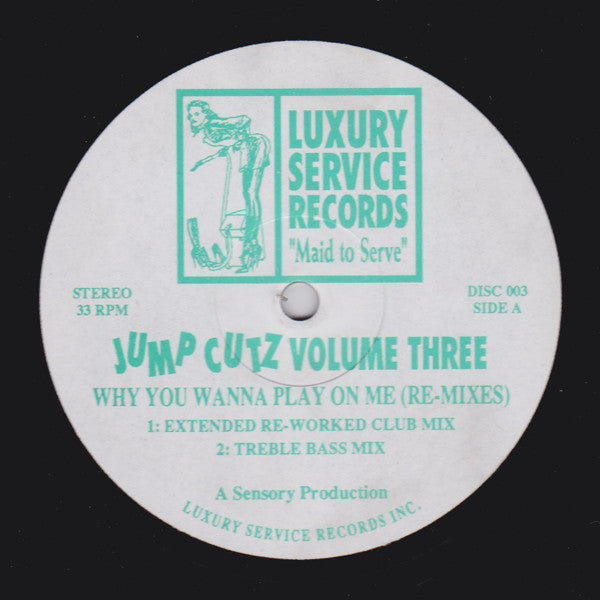 LUXURY
SERVICE
RECORDS
"Maid to Serve"
STEREO
33 RPM
DISC 003
SIDE A
JUMP CUTZ VOLUME THREE
WHY YOU WANNA PLAY ON ME (RE-MIXES)
1: EXTENDED RE-WORKED CLUB MIX
2: TREBLE BASS MIX
A Sensory Production
LUXURY SERVICE RECORDS INC.